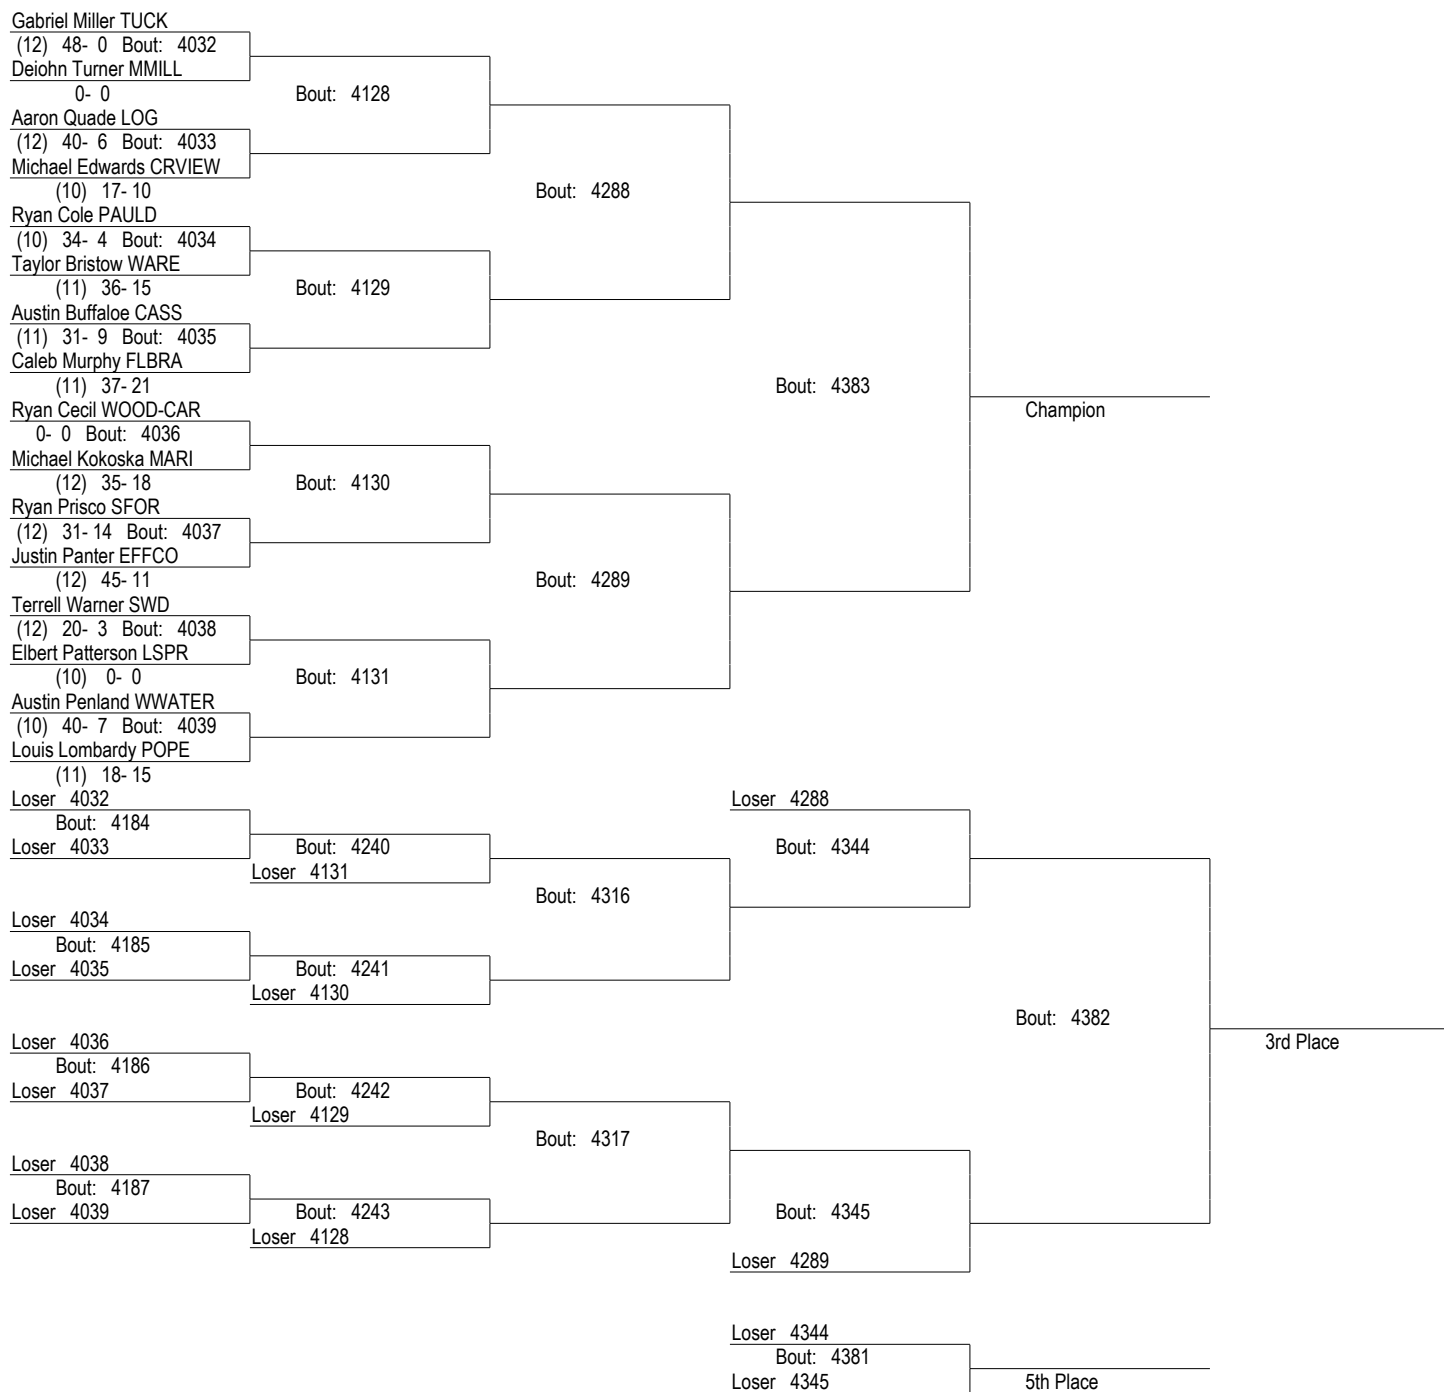 Gabriel Miller TUCK
(12) 48- 0 Bout: 4032
Deiohn Turner MMILL
0- 0
Bout: 4128
Aaron Quade LOG
(12) 40- 6 Bout: 4033
Michael Edwards CRVIEW
(10) 17- 10
Bout: 4288
Ryan Cole PAULD
(10) 34- 4 Bout: 4034
Taylor Bristow WARE
(11) 36- 15
Bout: 4129
Austin Buffaloe CASS
(11) 31- 9 Bout: 4035
Caleb Murphy FLBRA
(11) 37- 21
Bout: 4383
Champion
Ryan Cecil WOOD-CAR
0- 0 Bout: 4036
Michael Kokoska MARI
(12) 35- 18
Bout: 4130
Ryan Prisco SFOR
(12) 31- 14 Bout: 4037
Justin Panter EFFCO
(12) 45- 11
Bout: 4289
Terrell Warner SWD
(12) 20- 3 Bout: 4038
Elbert Patterson LSPR
(10) 0- 0
Bout: 4131
Austin Penland WWATER
(10) 40- 7 Bout: 4039
Louis Lombardy POPE
(11) 18- 15
Loser 4032
Bout: 4184
Loser 4033
Bout: 4240
Loser 4131
Bout: 4316
Loser 4288
Bout: 4344
Loser 4034
Bout: 4185
Loser 4035
Bout: 4241
Loser 4130
Bout: 4382
3rd Place
Loser 4036
Bout: 4186
Loser 4037
Bout: 4242
Loser 4129
Bout: 4317
Loser 4038
Bout: 4187
Loser 4039
Bout: 4243
Loser 4128
Bout: 4345
Loser 4289
Loser 4344
Bout: 4381
Loser 4345
5th Place